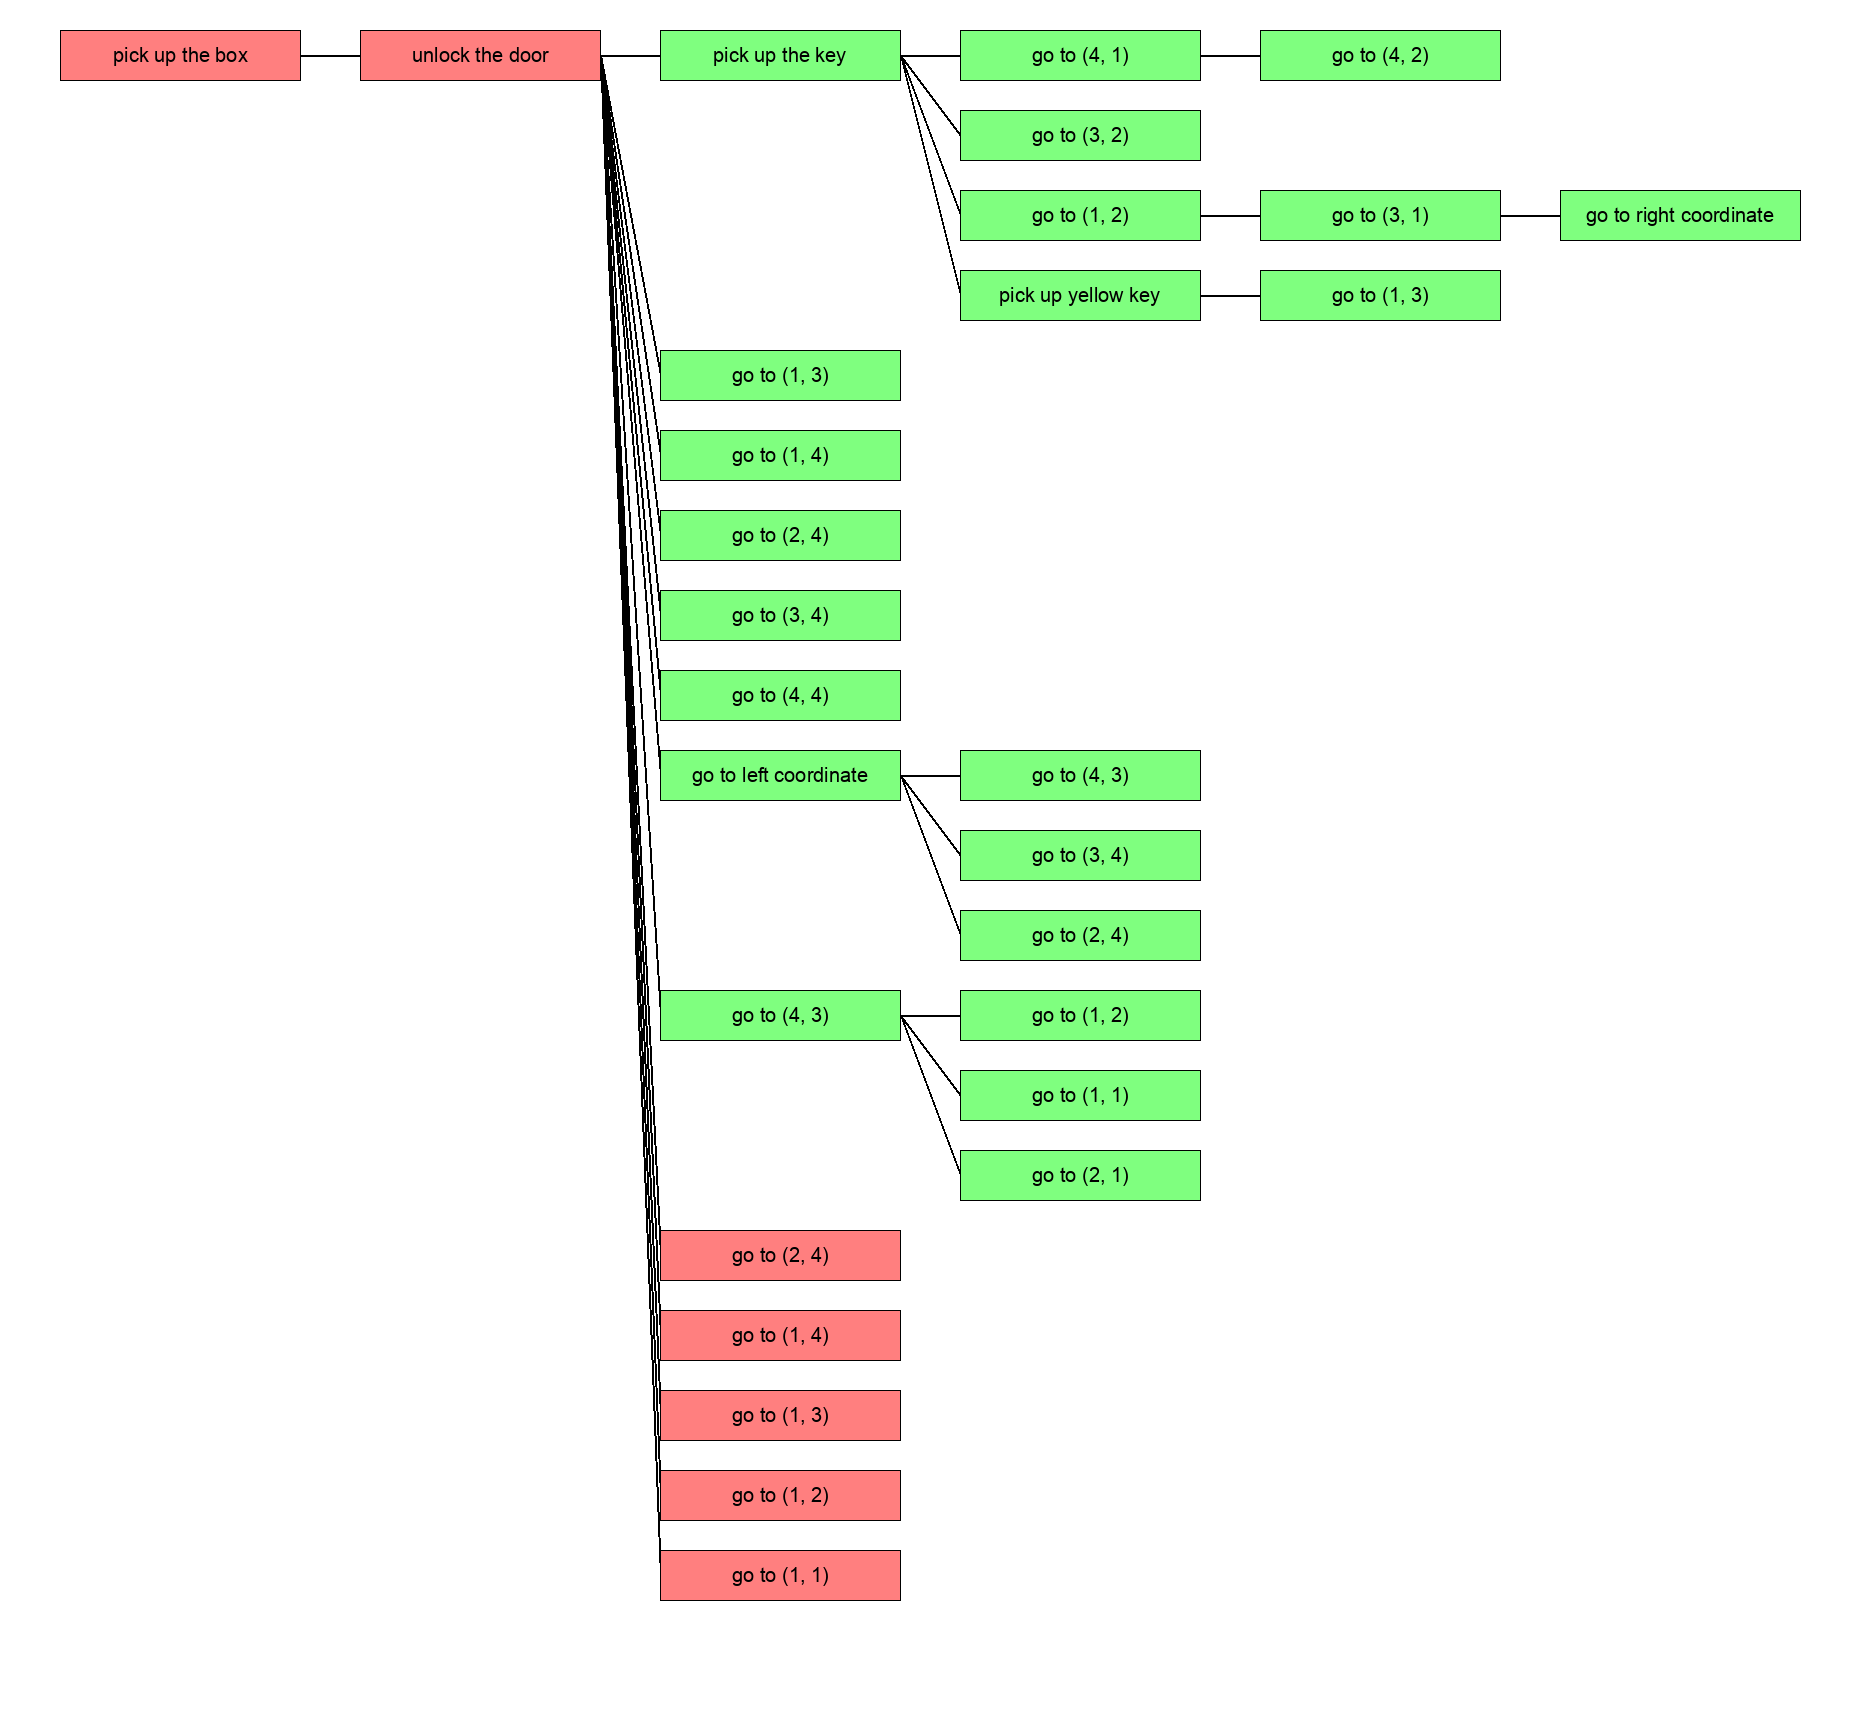 pick up the box
unlock the door
pick up the key
go to (4, 1)
go to (4, 2)
go to (3, 2)
go to (1, 2)
go to (3, 1)
go to right coordinate
pick up yellow key
go to (1, 3)
go to (1, 3)
go to (1, 4)
go to (2, 4)
go to (3, 4)
go to (4, 4)
go to left coordinate
go to (4, 3)
go to (3, 4)
go to (2, 4)
go to (4, 3)
go to (1, 2)
go to (1, 1)
go to (2, 1)
go to (2, 4)
go to (1, 4)
go to (1, 3)
go to (1, 2)
go to (1, 1)